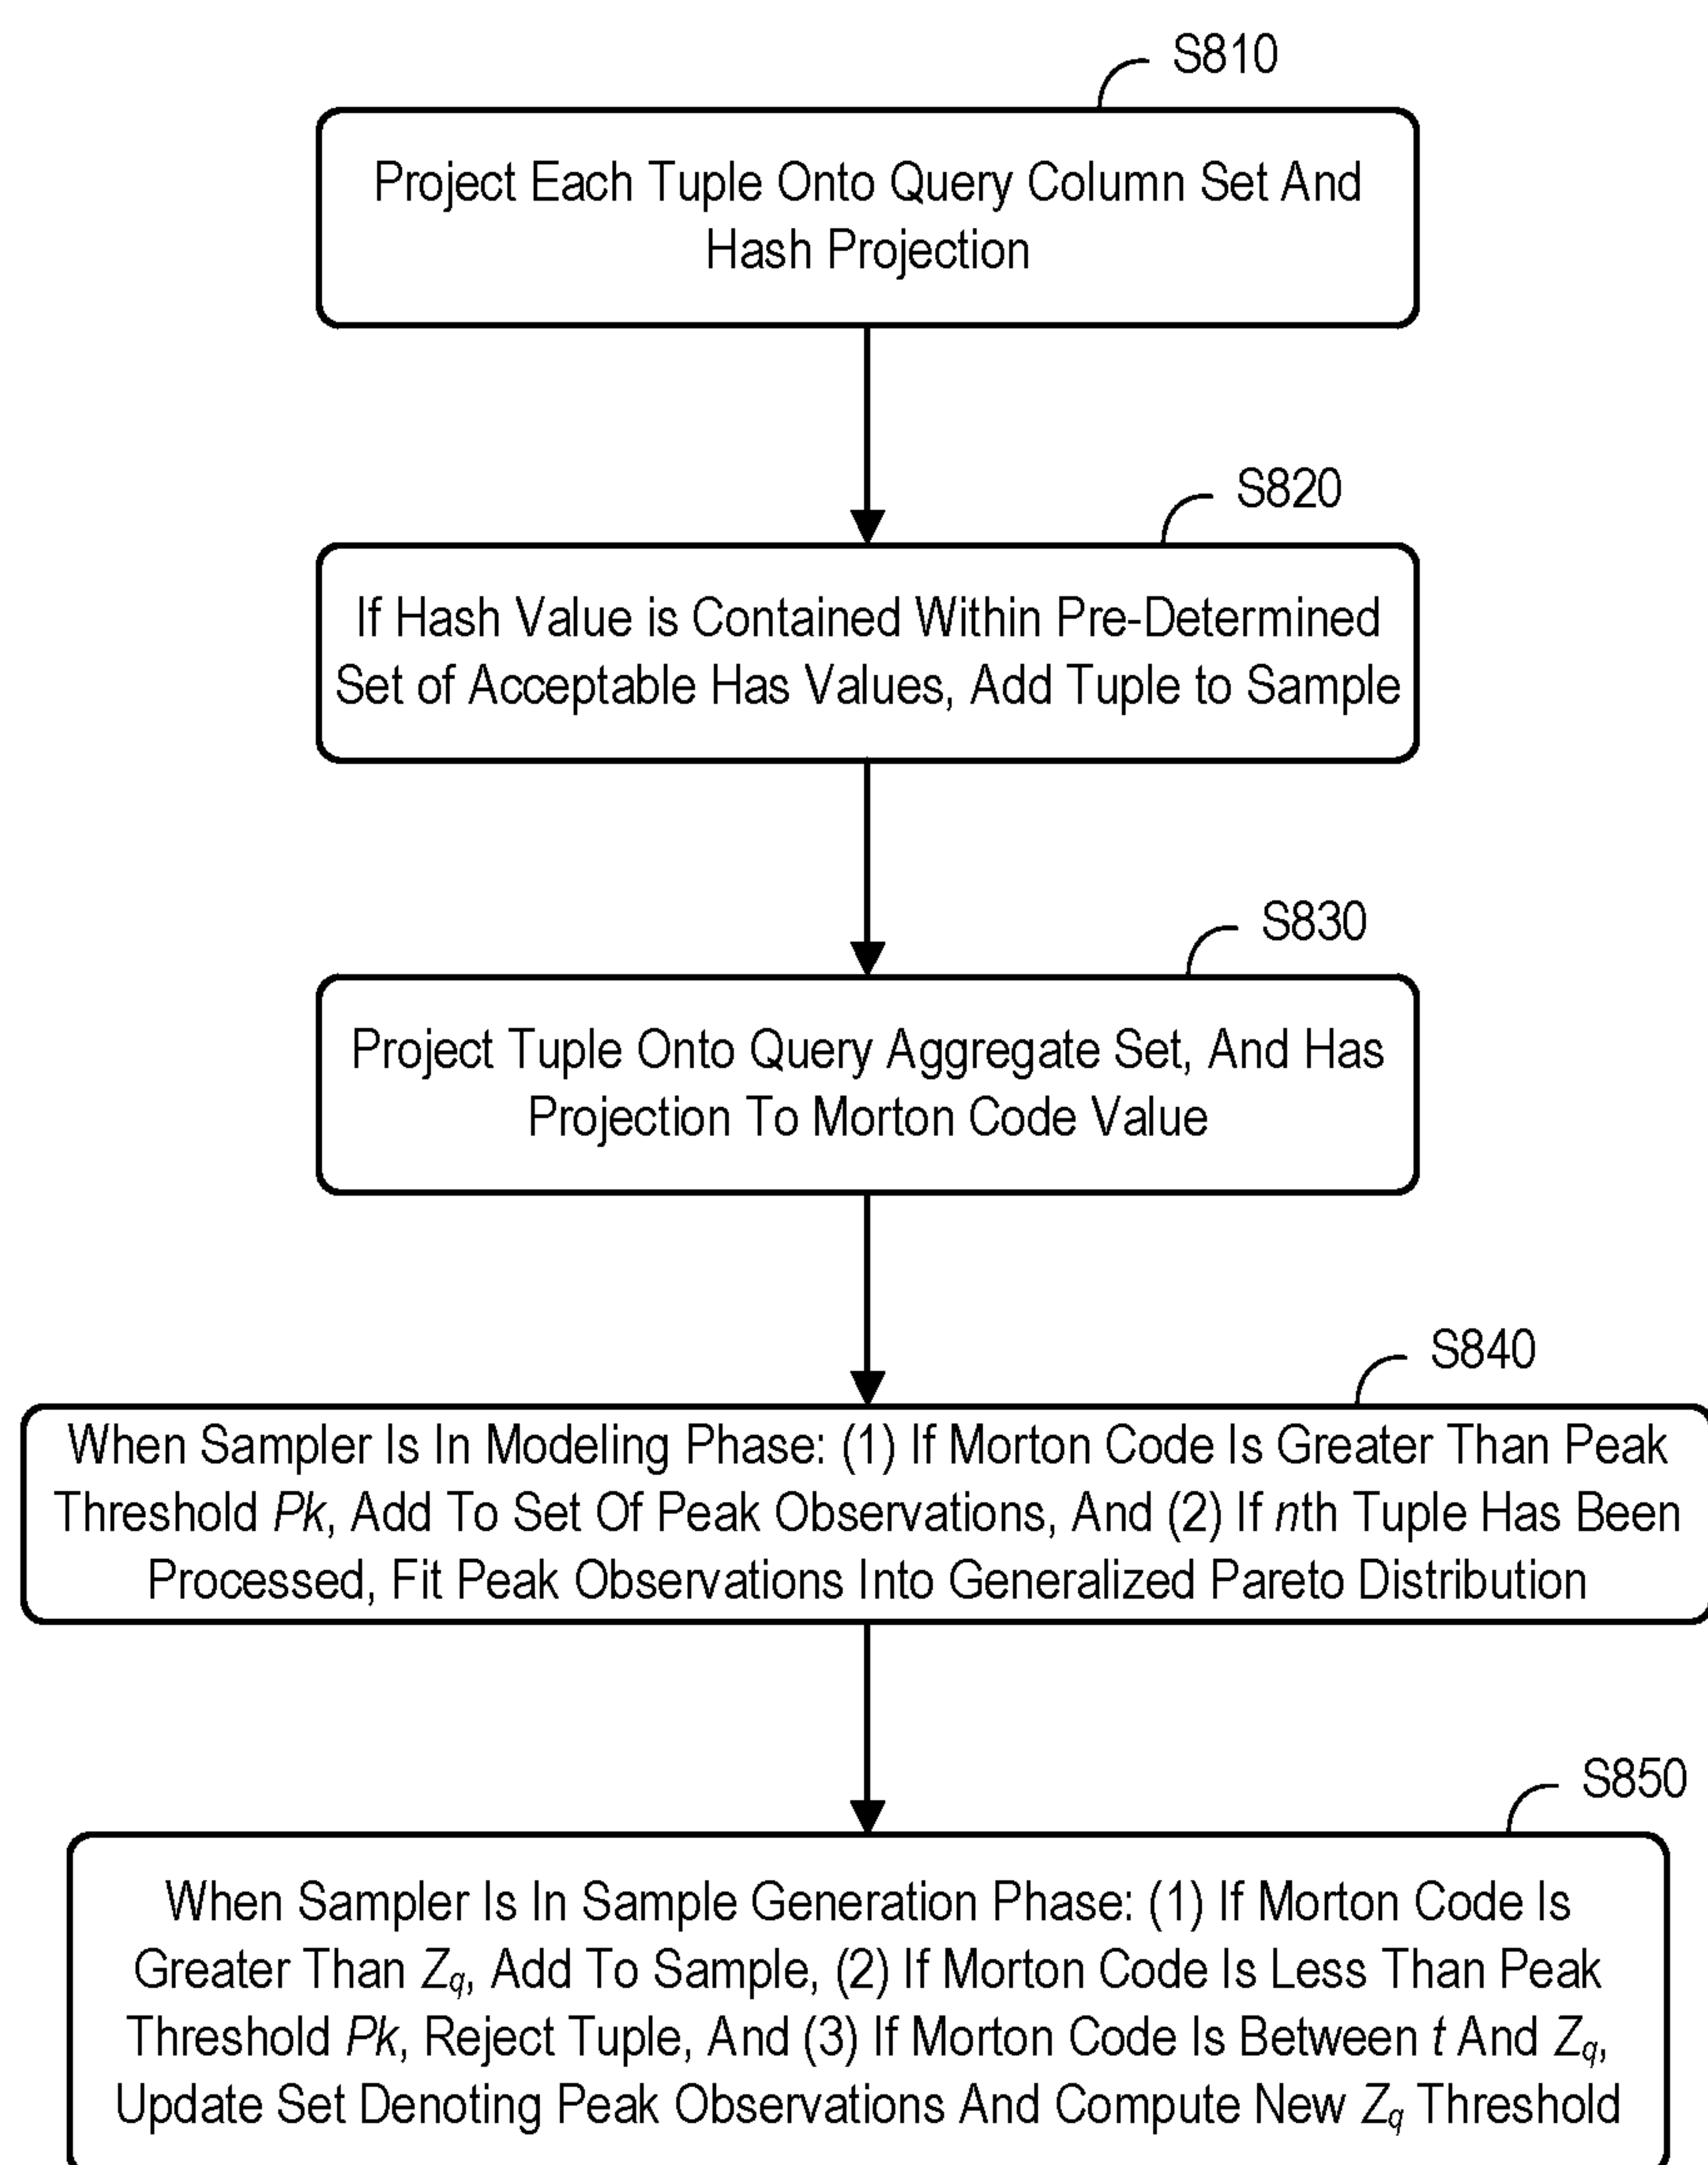 S810
Project Each Tuple Onto Query Column Set And
Hash Projection
S820
If Hash Value is Contained Within Pre-Determined
Set of Acceptable Has Values, Add Tuple to Sample
S830
Project Tuple Onto Query Aggregate Set, And Has
Projection To Morton Code Value
S840
When Sampler Is In Modeling Phase: (1) If Morton Code Is Greater Than Peak
Threshold Pk, Add To Set Of Peak Observations, And (2) If nth Tuple Has Been
Processed, Fit Peak Observations Into Generalized Pareto Distribution
S850
When Sampler Is In Sample Generation Phase: (1) If Morton Code Is
Greater Than Zq, Add To Sample, (2) If Morton Code Is Less Than Peak
Threshold Pk, Reject Tuple, And (3) If Morton Code Is Between t And Zq,
Update Set Denoting Peak Observations And Compute New Zq Threshold